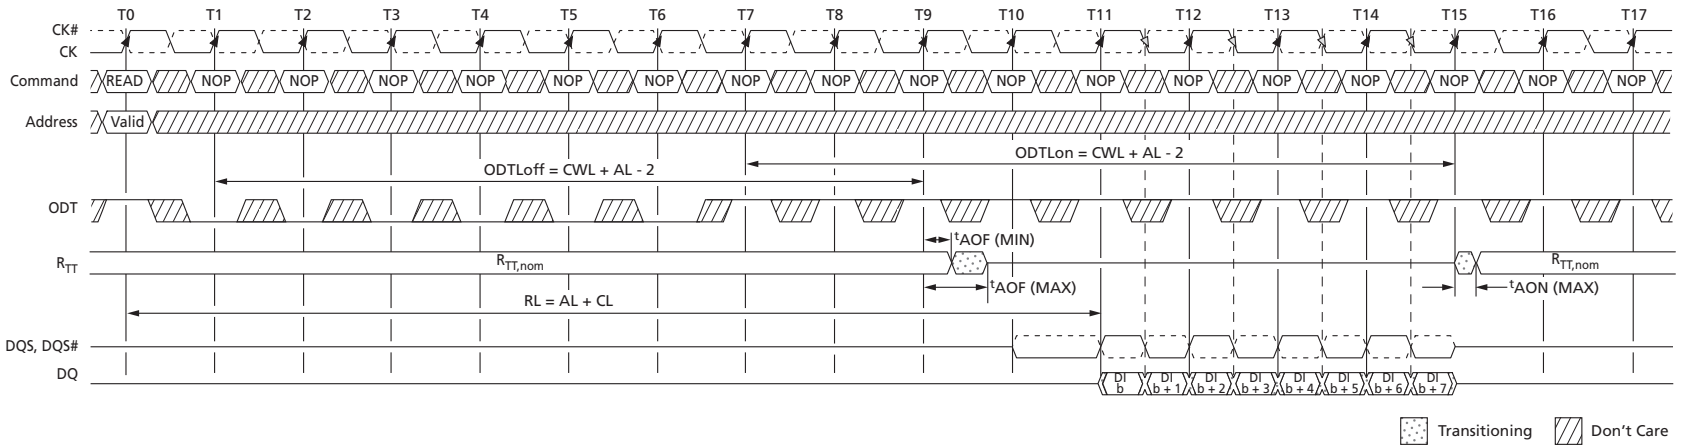 T0 T1 T2 T3 T4 T5 T6 T7 T8 T9 T10 T11 T12 T13 T14 T15 T16 T17
CK#
CK
Command READ NOP NOP NOP NOP NOP NOP NOP NOP NOP NOP NOP NOP NOP NOP NOP NOP NOP
Address Valid
ODTLon = CWL + AL - 2
ODTLoff = CWL + AL - 2
ODT
tAOF (MIN)
RTT RTT,nom RTT,nom
tAOF (MAX) tAON (MAX)
RL = AL + CL
DQS, DQS#
DQ DI b DI b + 1 DI b + 2 DI b + 3 DI b + 4 DI b + 5 DI b + 6 DI b + 7
Transitioning Don't Care